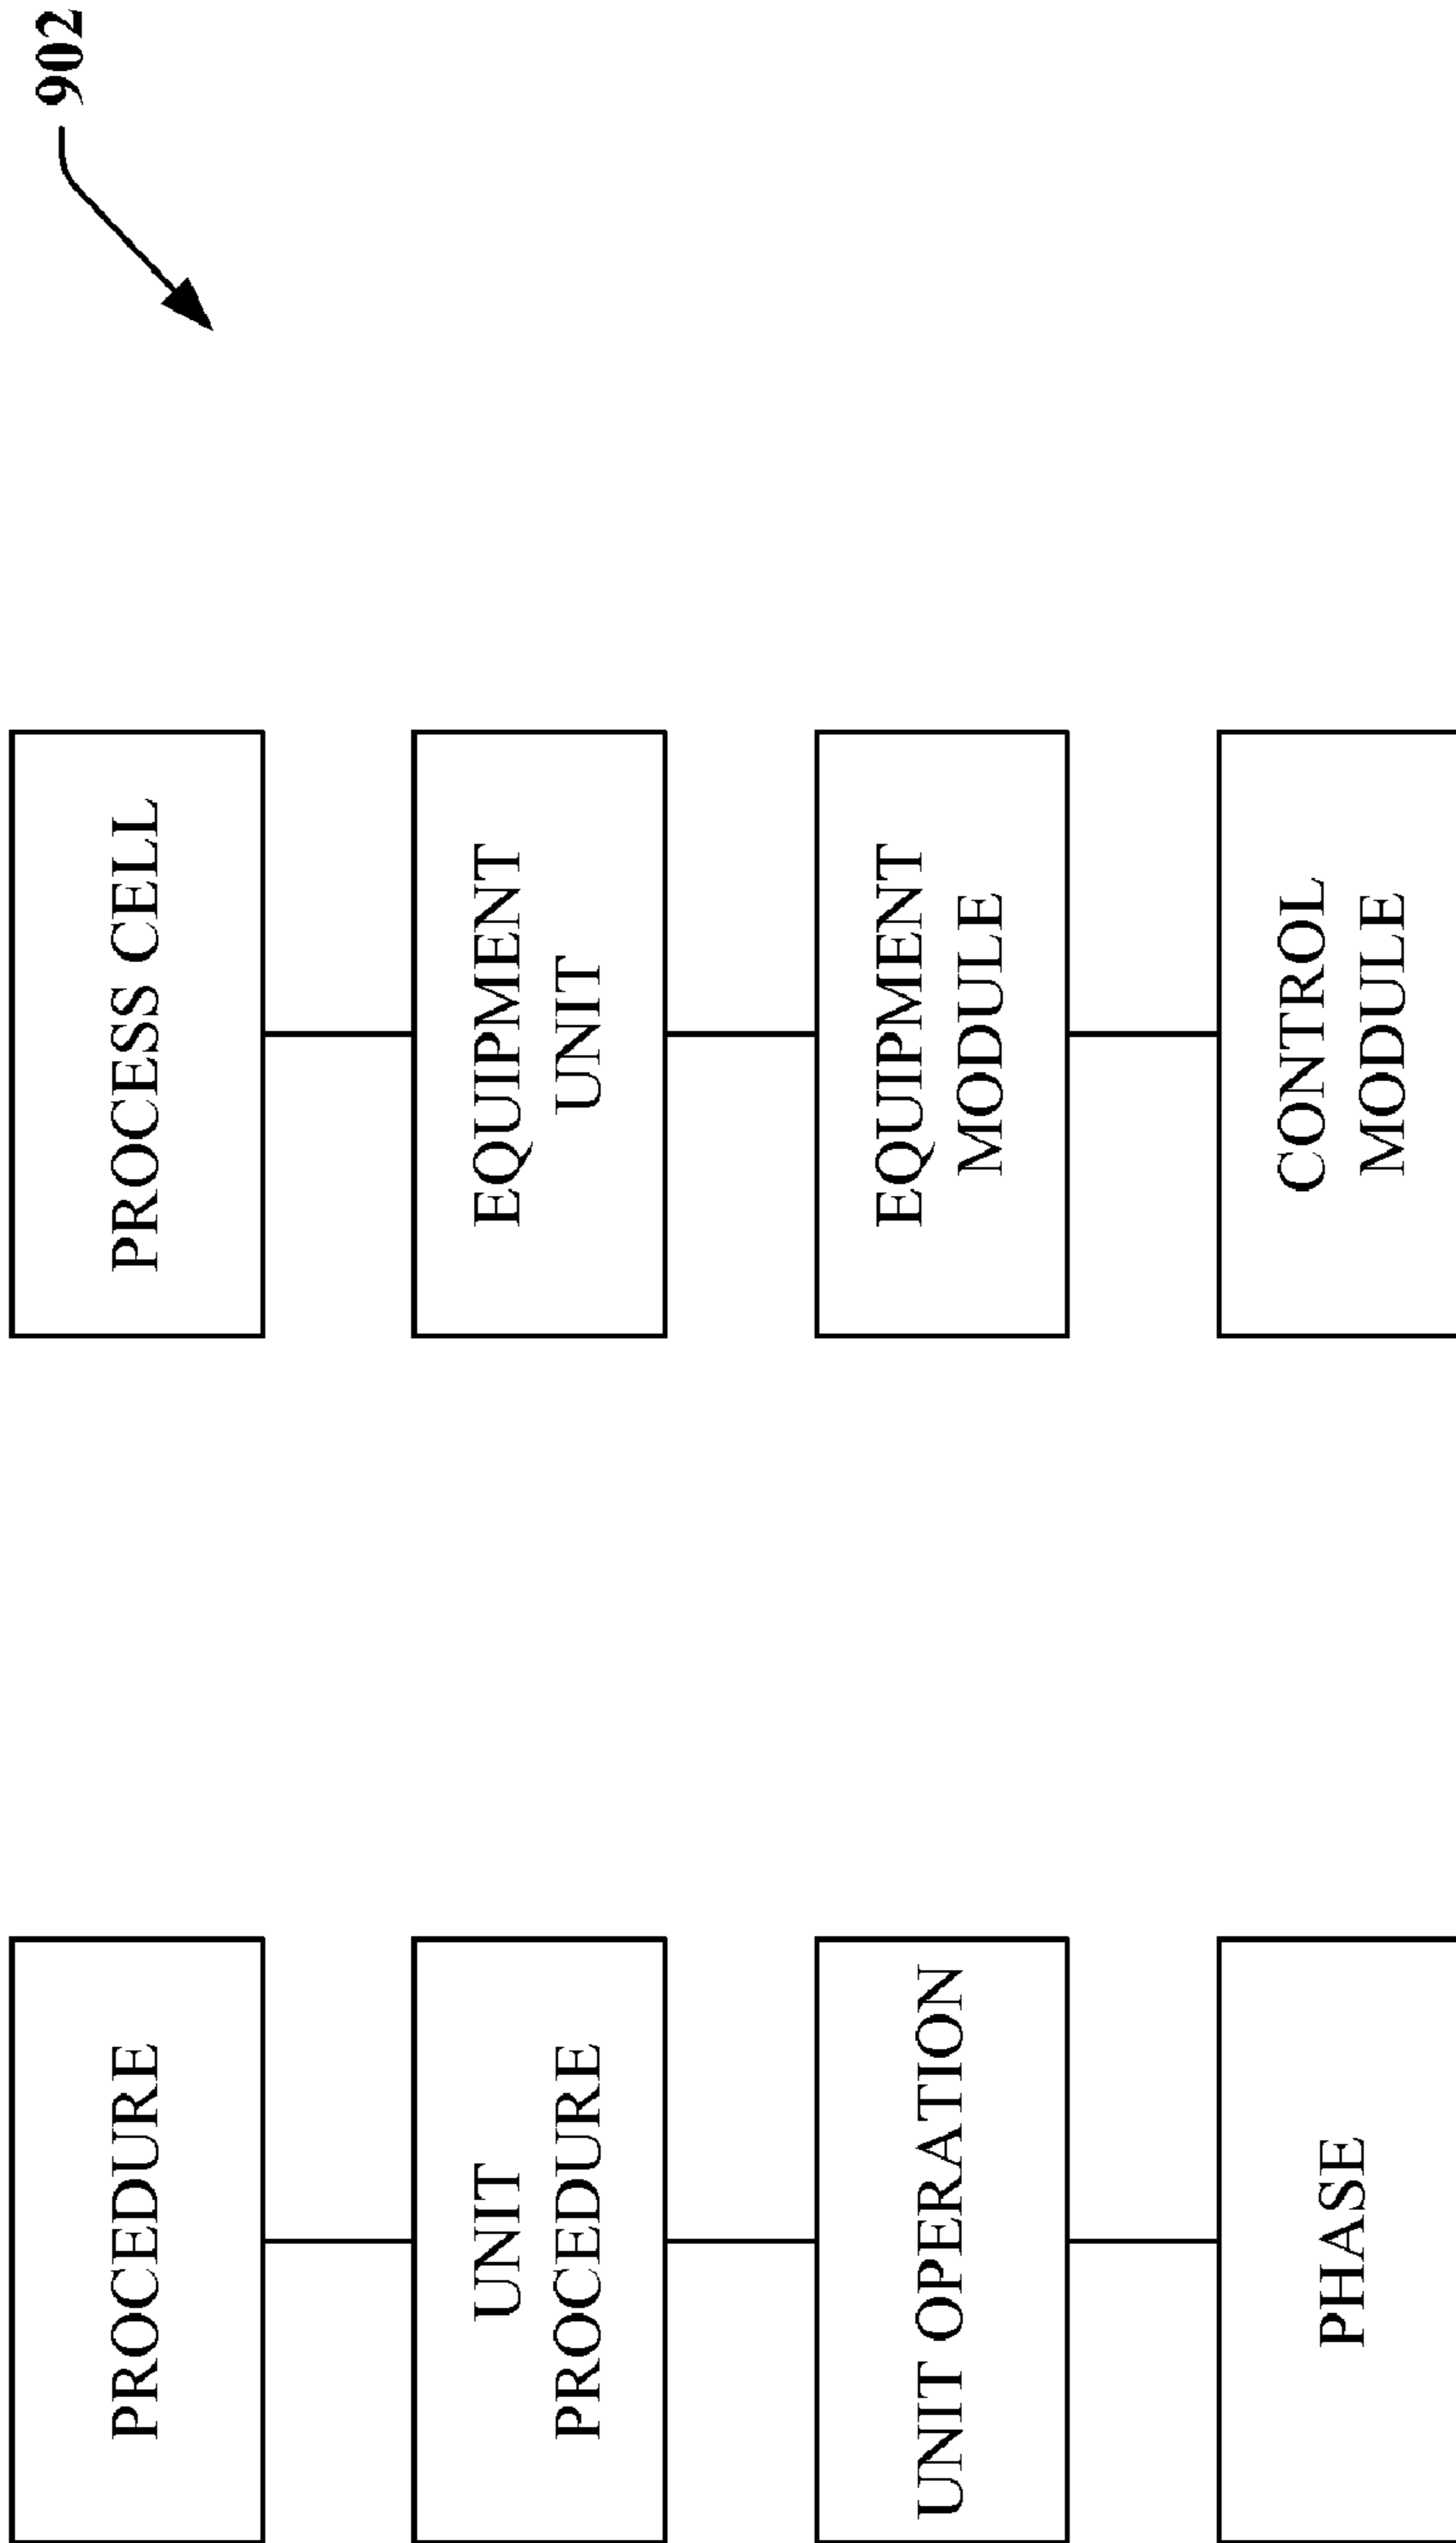 902
PROCEDURE
UNIT
PROCEDURE
UNIT OPERATION
PHASE
PROCESS CELL
EQUIPMENT
UNIT
EQUIPMENT
MODULE
CONTROL
MODULE